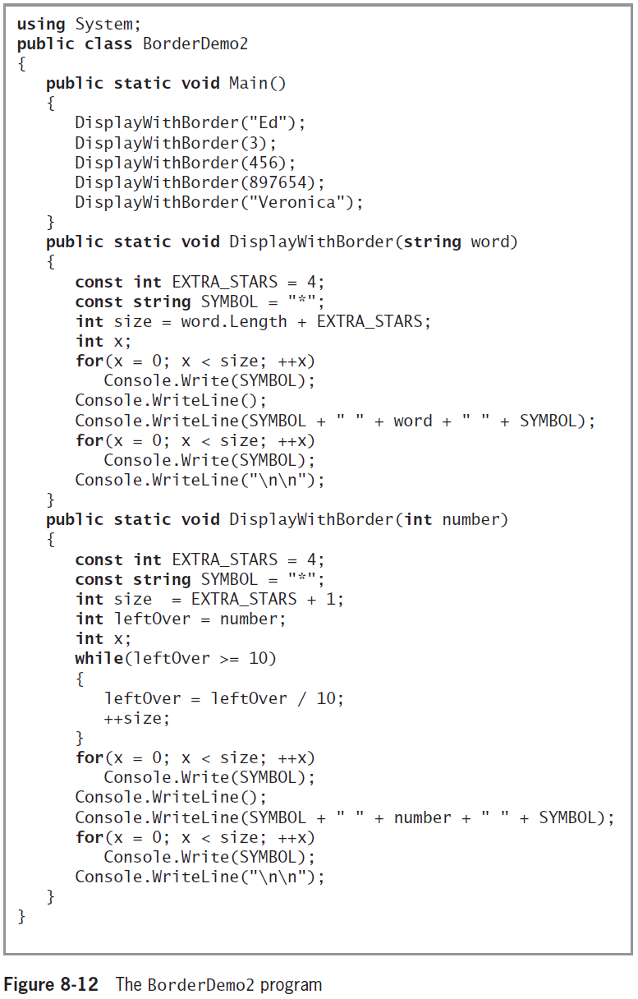 using System;
public class BorderDemo2
{
   public static void Main()
   {
      DisplayWithBorder("Ed");
      DisplayWithBorder(3);
      DisplayWithBorder(456);
      DisplayWithBorder(897654);
      DisplayWithBorder("Veronica");
   }
   public static void DisplayWithBorder(string word)
   {
      const int EXTRA_STARS = 4;
      const string SYMBOL = "*";
      int size = word.Length + EXTRA_STARS;
      int x;
      for(x = 0; x < size; ++x)
         Console.Write(SYMBOL);
      Console.WriteLine();
      Console.WriteLine(SYMBOL + " " + word + " " + SYMBOL);
      for(x = 0; x < size; ++x)
         Console.Write(SYMBOL);
      Console.WriteLine("\n\n");
   }
   public static void DisplayWithBorder(int number)
   {
      const int EXTRA_STARS = 4;
      const string SYMBOL = "*";
      int size  = EXTRA_STARS + 1;
      int leftOver = number;
      int x;
      while(leftOver >= 10)
      {
         leftOver = leftOver / 10;
         ++size;
      }
      for(x = 0; x < size; ++x)
         Console.Write(SYMBOL);
      Console.WriteLine();
      Console.WriteLine(SYMBOL + " " + number + " " + SYMBOL);
      for(x = 0; x < size; ++x)
         Console.Write(SYMBOL);
      Console.WriteLine("\n\n");
   }
}
Figure 8-12 The BorderDemo2 program